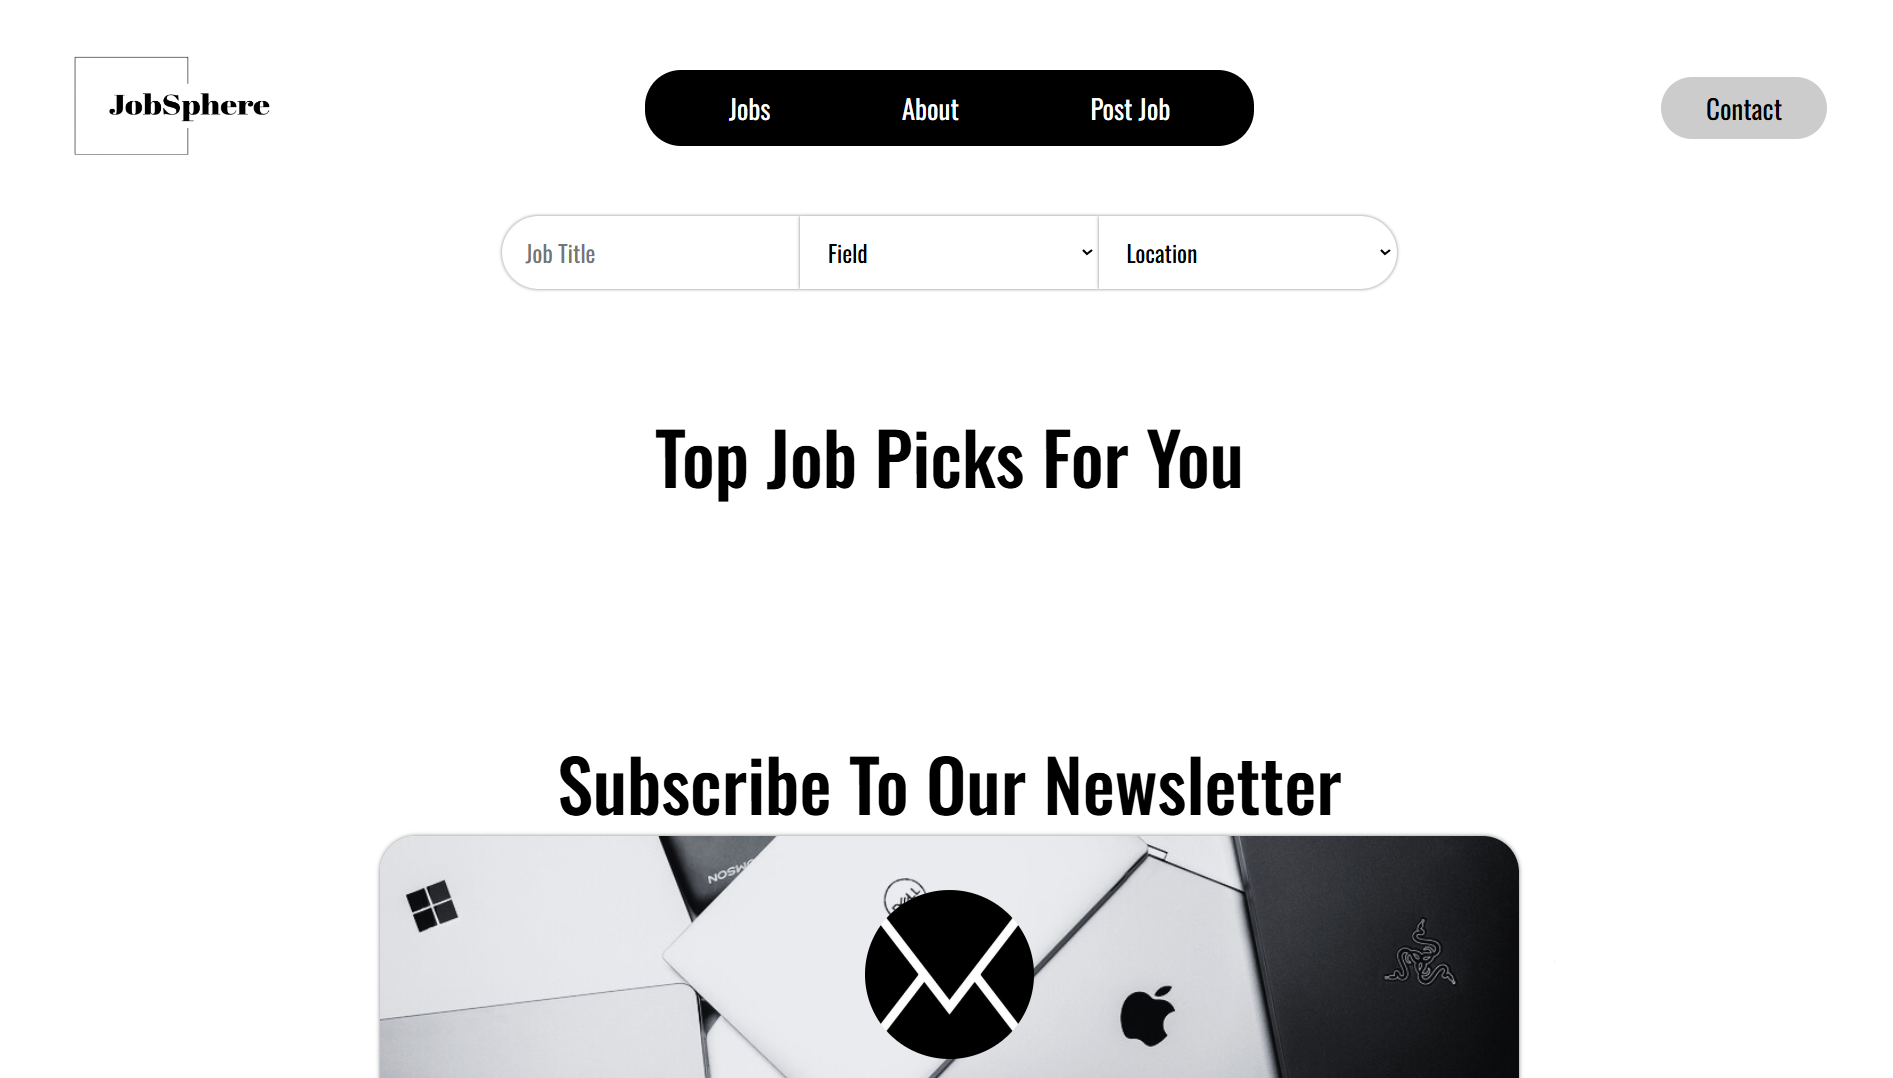 JobSphere
Jobs
About
Post Job
Contact
Job Title
Field
Location
Top Job Picks For You
Subscribe To Our Newsletter